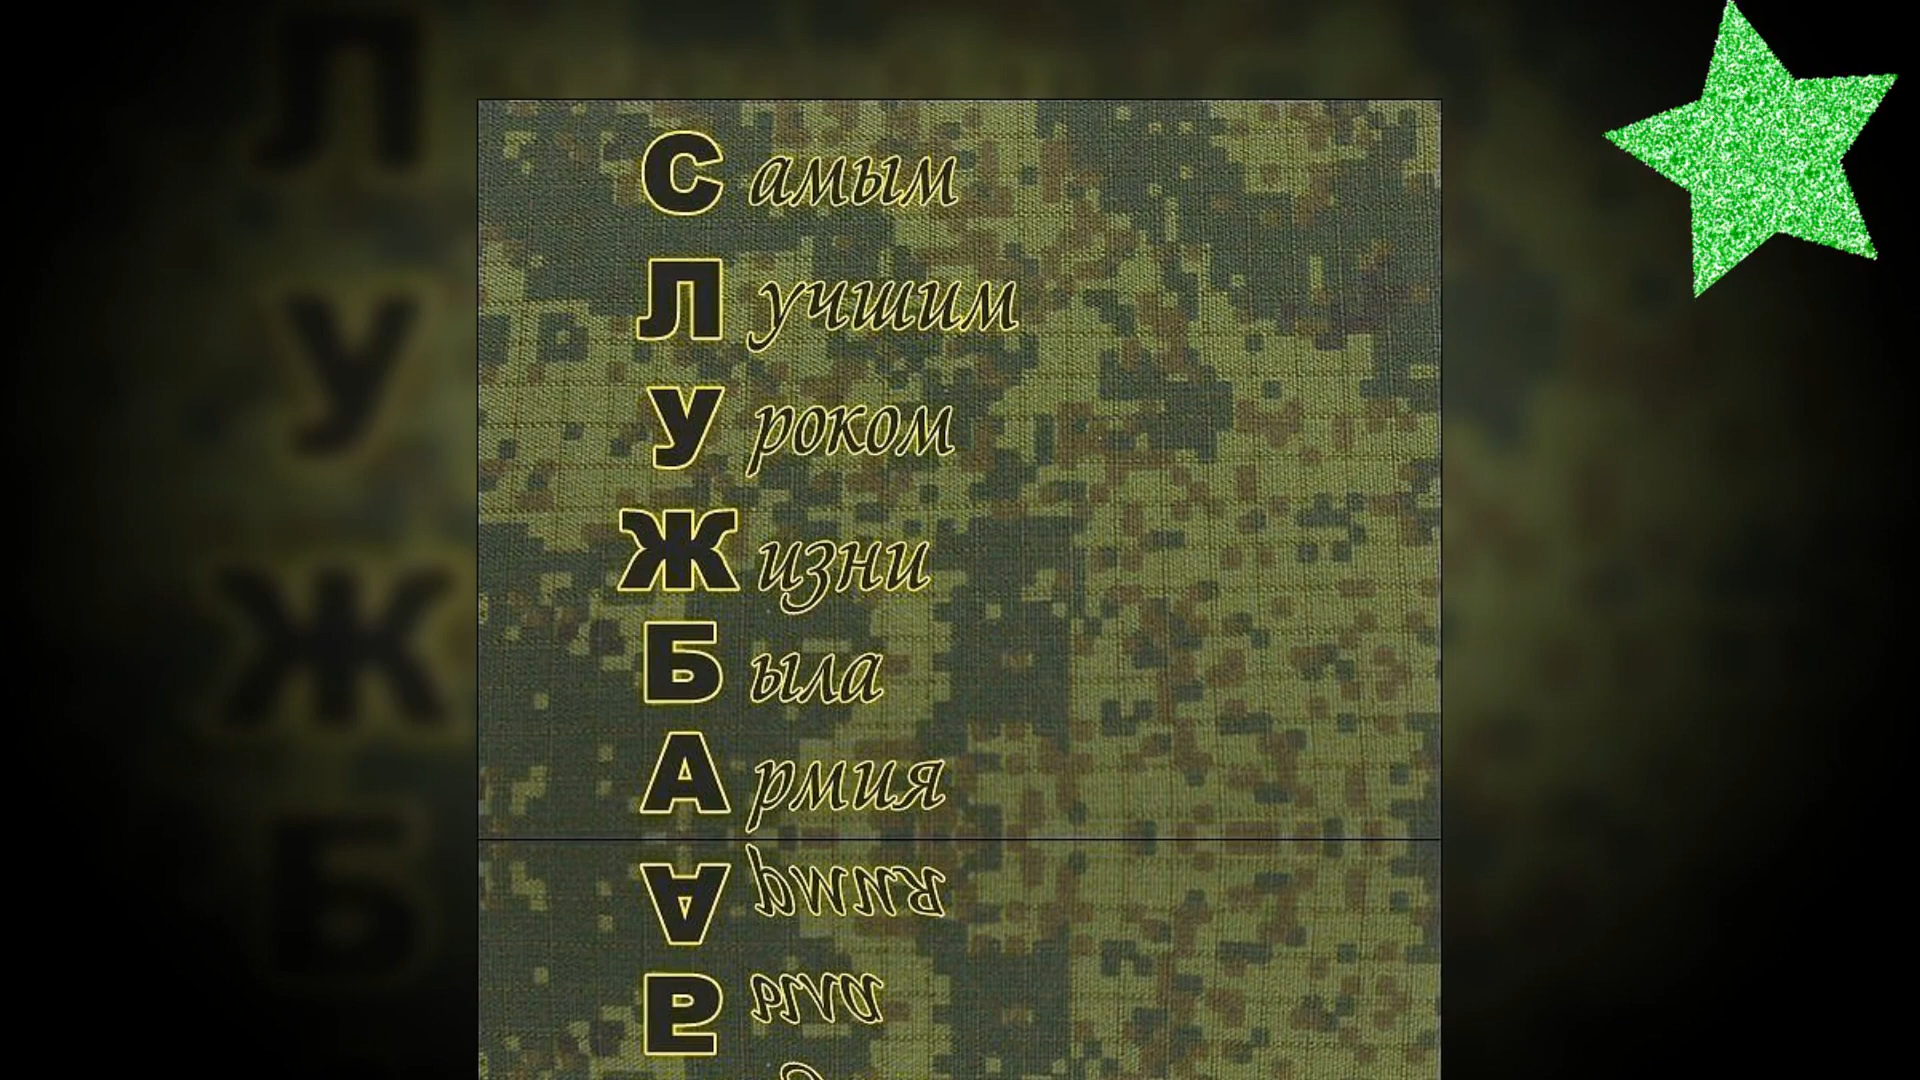 Самым
Лучшим
Уроком
Жизни
Была
Армия